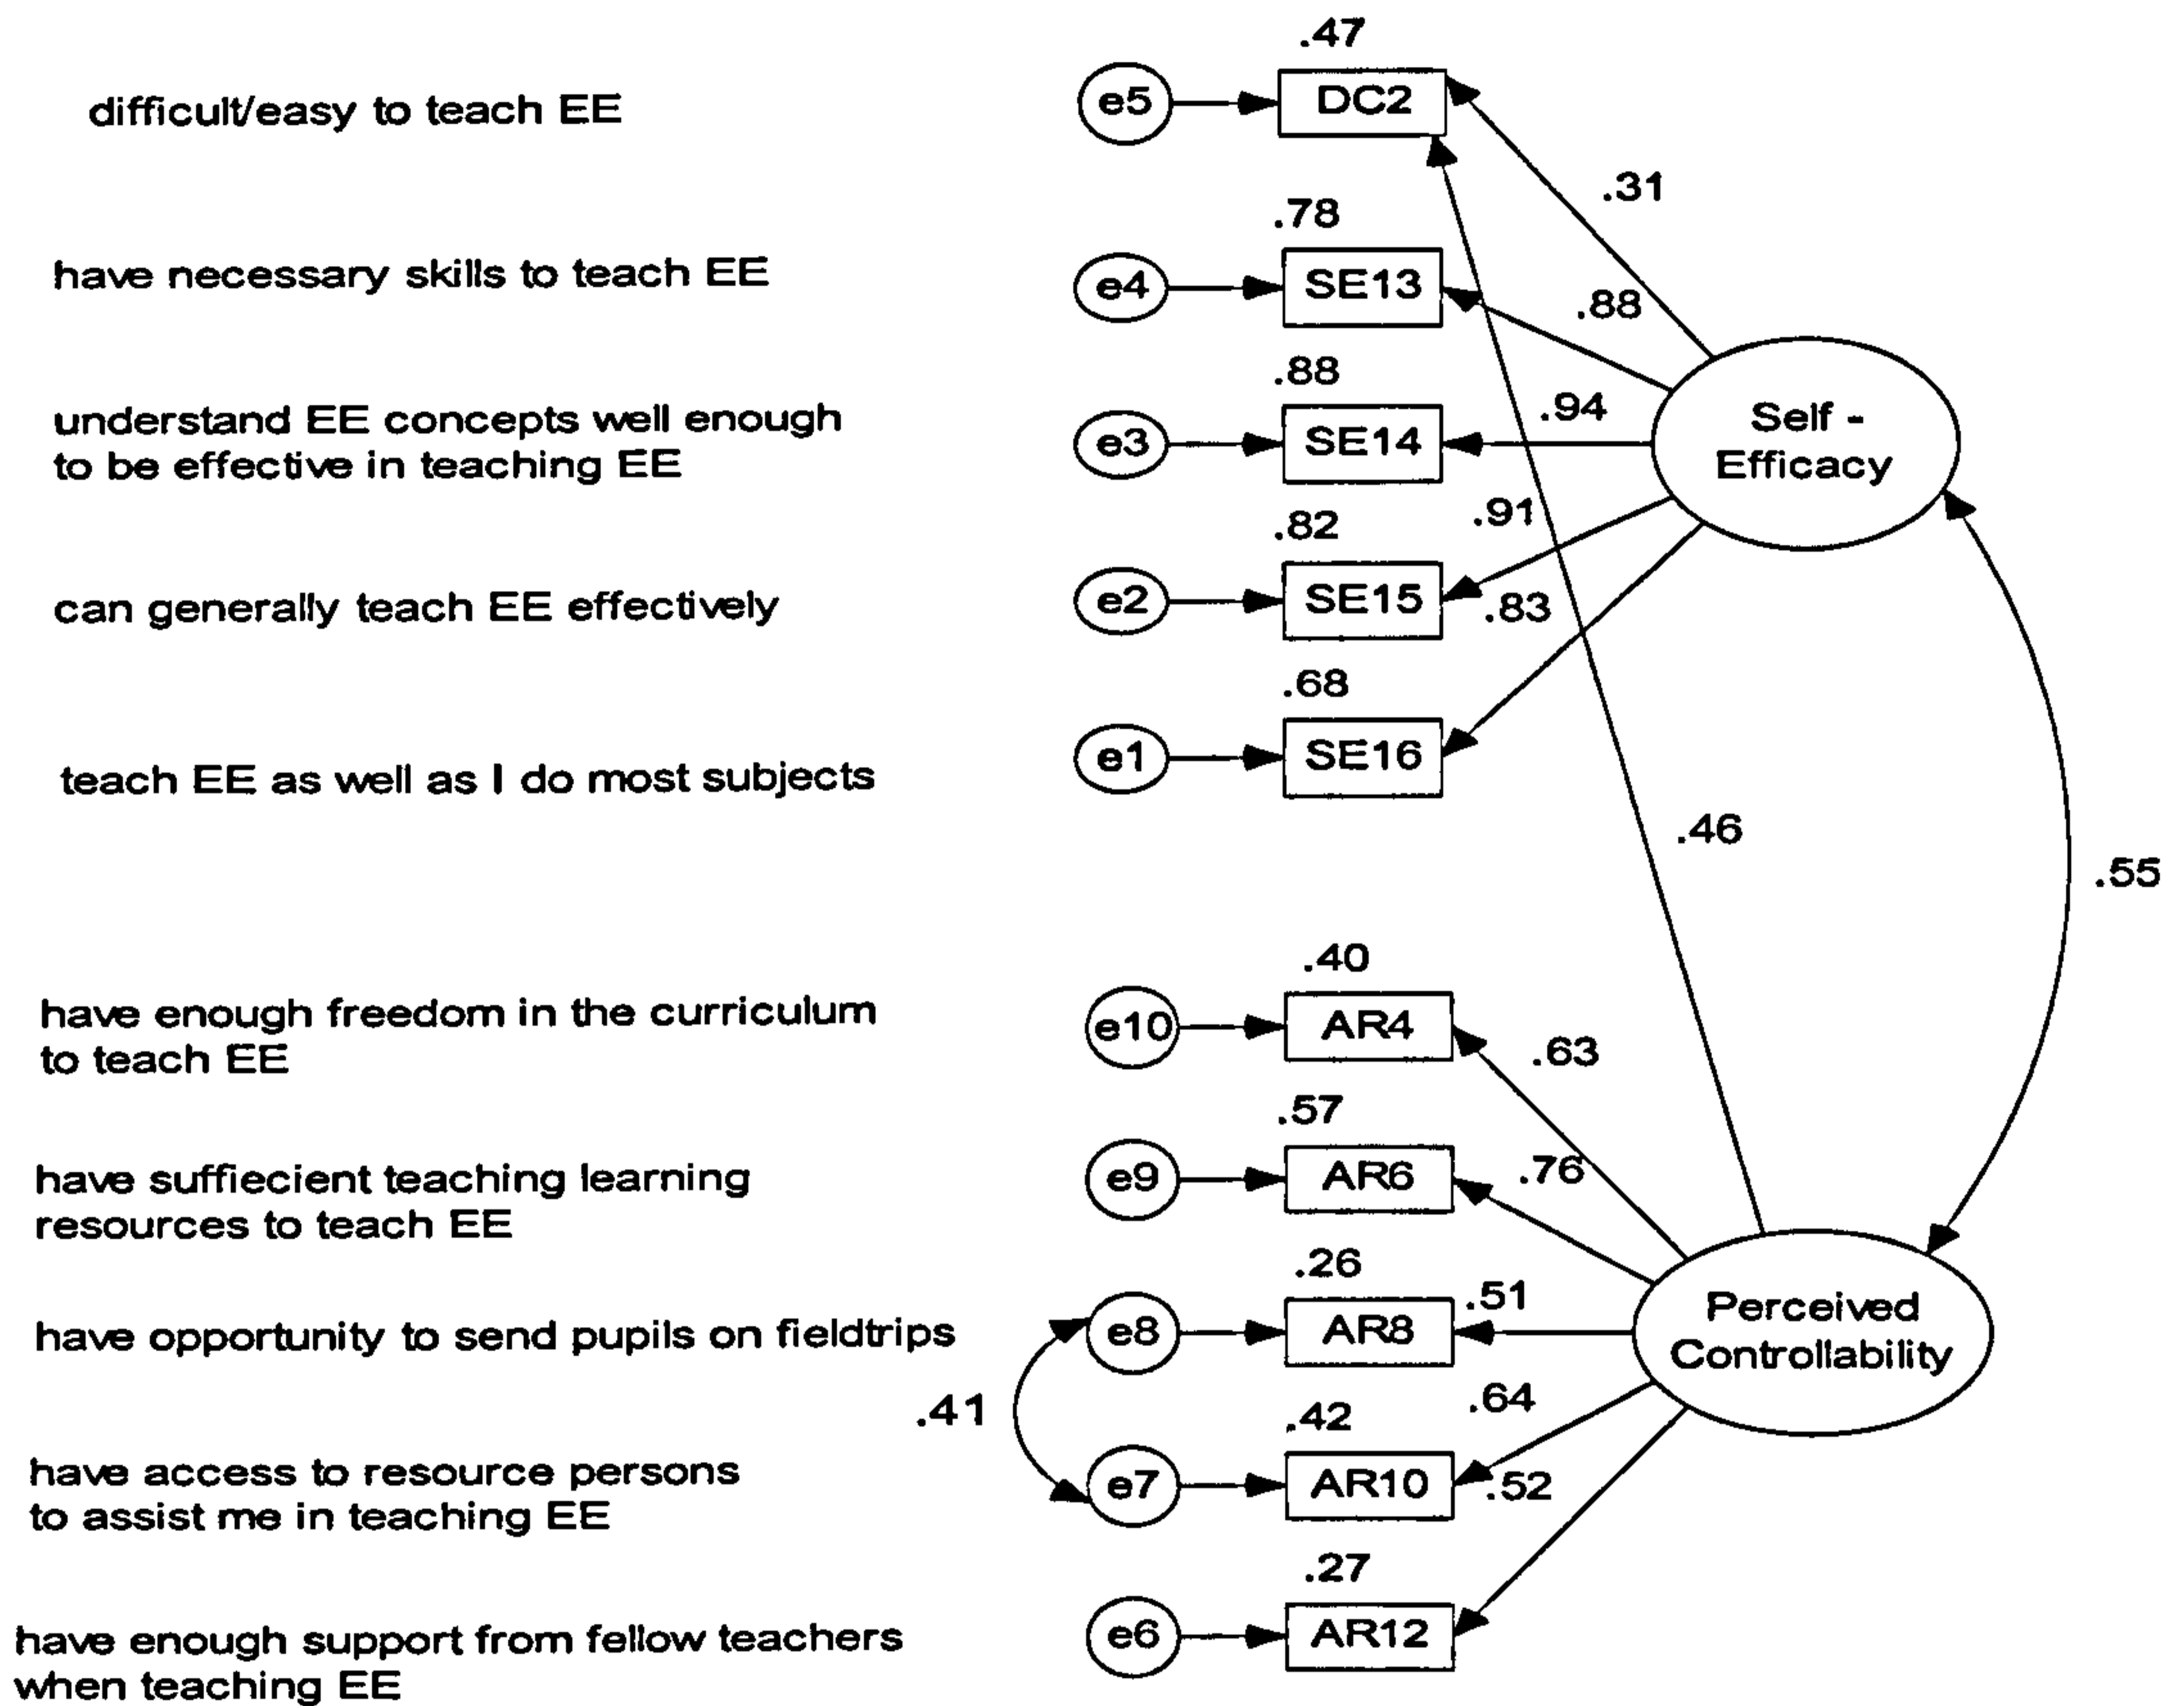 .47
difficult/easy to teach EE
e5
DC2
.31
.78
have necessary skills to teach EE
e4
SE13
.88
.88
understand EE concepts well enough
to be effective in teaching EE
e3
SE14
.94
Self -
Efficacy
.82
.91
can generally teach EE effectively
e2
SE15
.83
.68
teach EE as well as I do most subjects
e1
SE16
.46
.55
.40
have enough freedom in the curriculum
to teach EE
e10
AR4
.63
.57
have suffiecient teaching learning
resources to teach EE
e9
AR6
.76
.26
have opportunity to send pupils on fieldtrips
e8
AR8
.51
Perceived
Controllability
.41
.42
.64
have access to resource persons
to assist me in teaching EE
e7
AR10
.52
.27
have enough support from fellow teachers
when teaching EE
e6
AR12